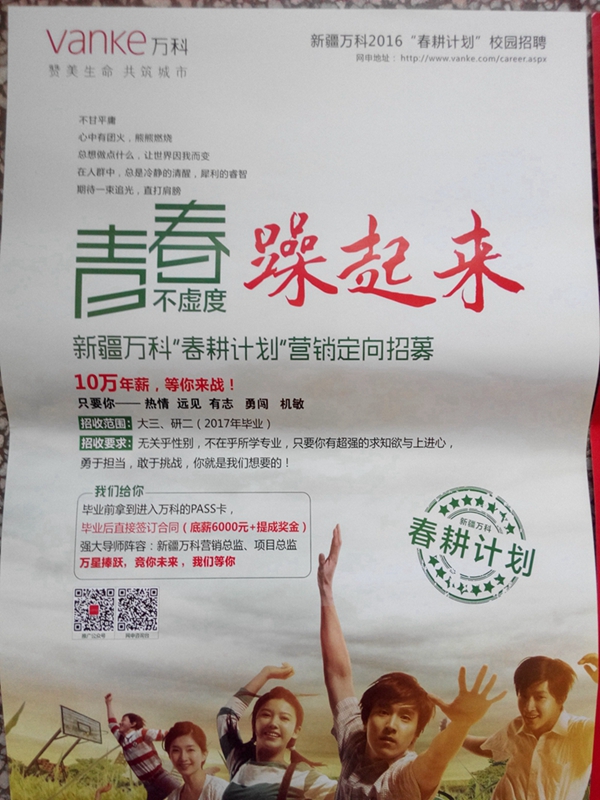 vanke万科
赞美生命 共筑城市
新疆万科2016“春耕计划”校园招聘
网申地址：http://www.vanke.com/career.aspx
不甘平庸
心中有团火，熊熊燃烧
总想做点什么，让世界因我而变
在人群中，总是冷静的清醒，犀利的睿智
期待一束追光，直打肩膀
青春
不虚度
躁起来
新疆万科“春耕计划”营销定向招募
10万年薪，等你来战！
只要你—— 热情 远见 有志 勇闯 机敏
招收范围：大三、研二（2017年毕业）
招收要求：无关乎性别，不在乎所学专业，只要你有超强的求知欲与上进心，
勇于担当，敢于挑战，你就是我们想要的！
我们给你
毕业前拿到进入万科的PASS卡，
毕业后直接签订合同（底薪6000元+提成奖金）
强大导师阵容：新疆万科营销总监、项目总监
万星捧跃，竞你未来，我们等你
新疆万科
春耕计划